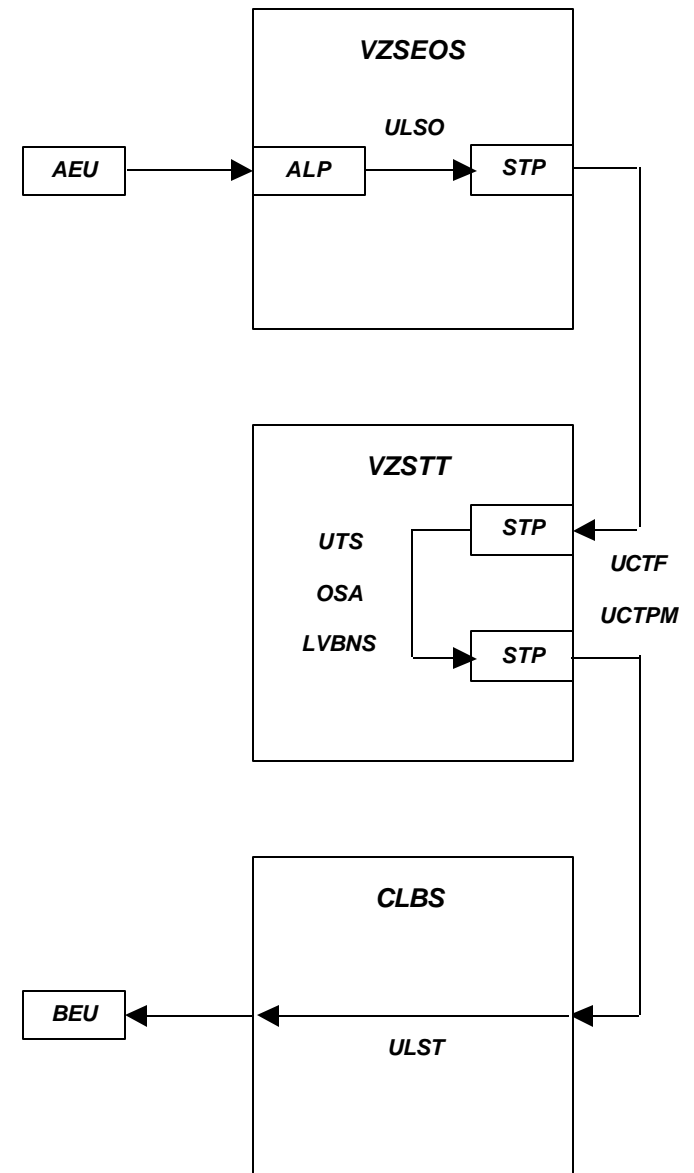 VZSEOS
ULSO
AEU
ALP
STP
VZSTT
UTS
STP
UCTF
OSA
UCTPM
LVBNS
STP
CLBS
BEU
ULST